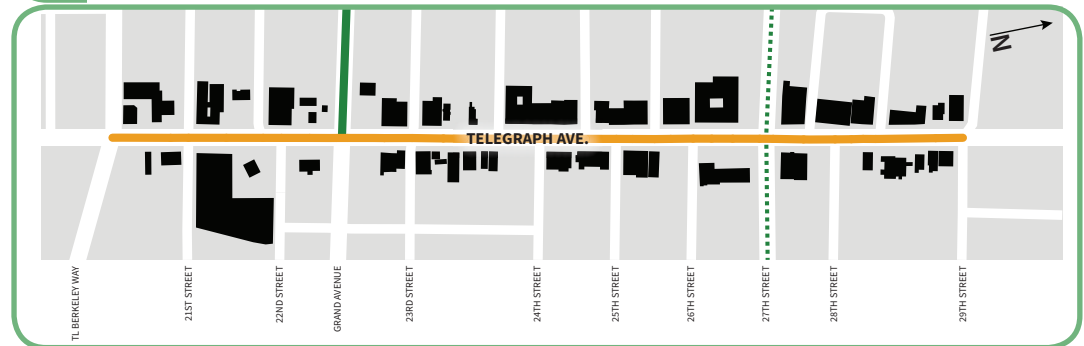 N
TELEGRAPH AVE.
TL BERKELEY WAY
21ST STREET
22ND STREET
GRAND AVENUE
23RD STREET
24TH STREET
25TH STREET
26TH STREET
27TH STREET
28TH STREET
29TH STREET